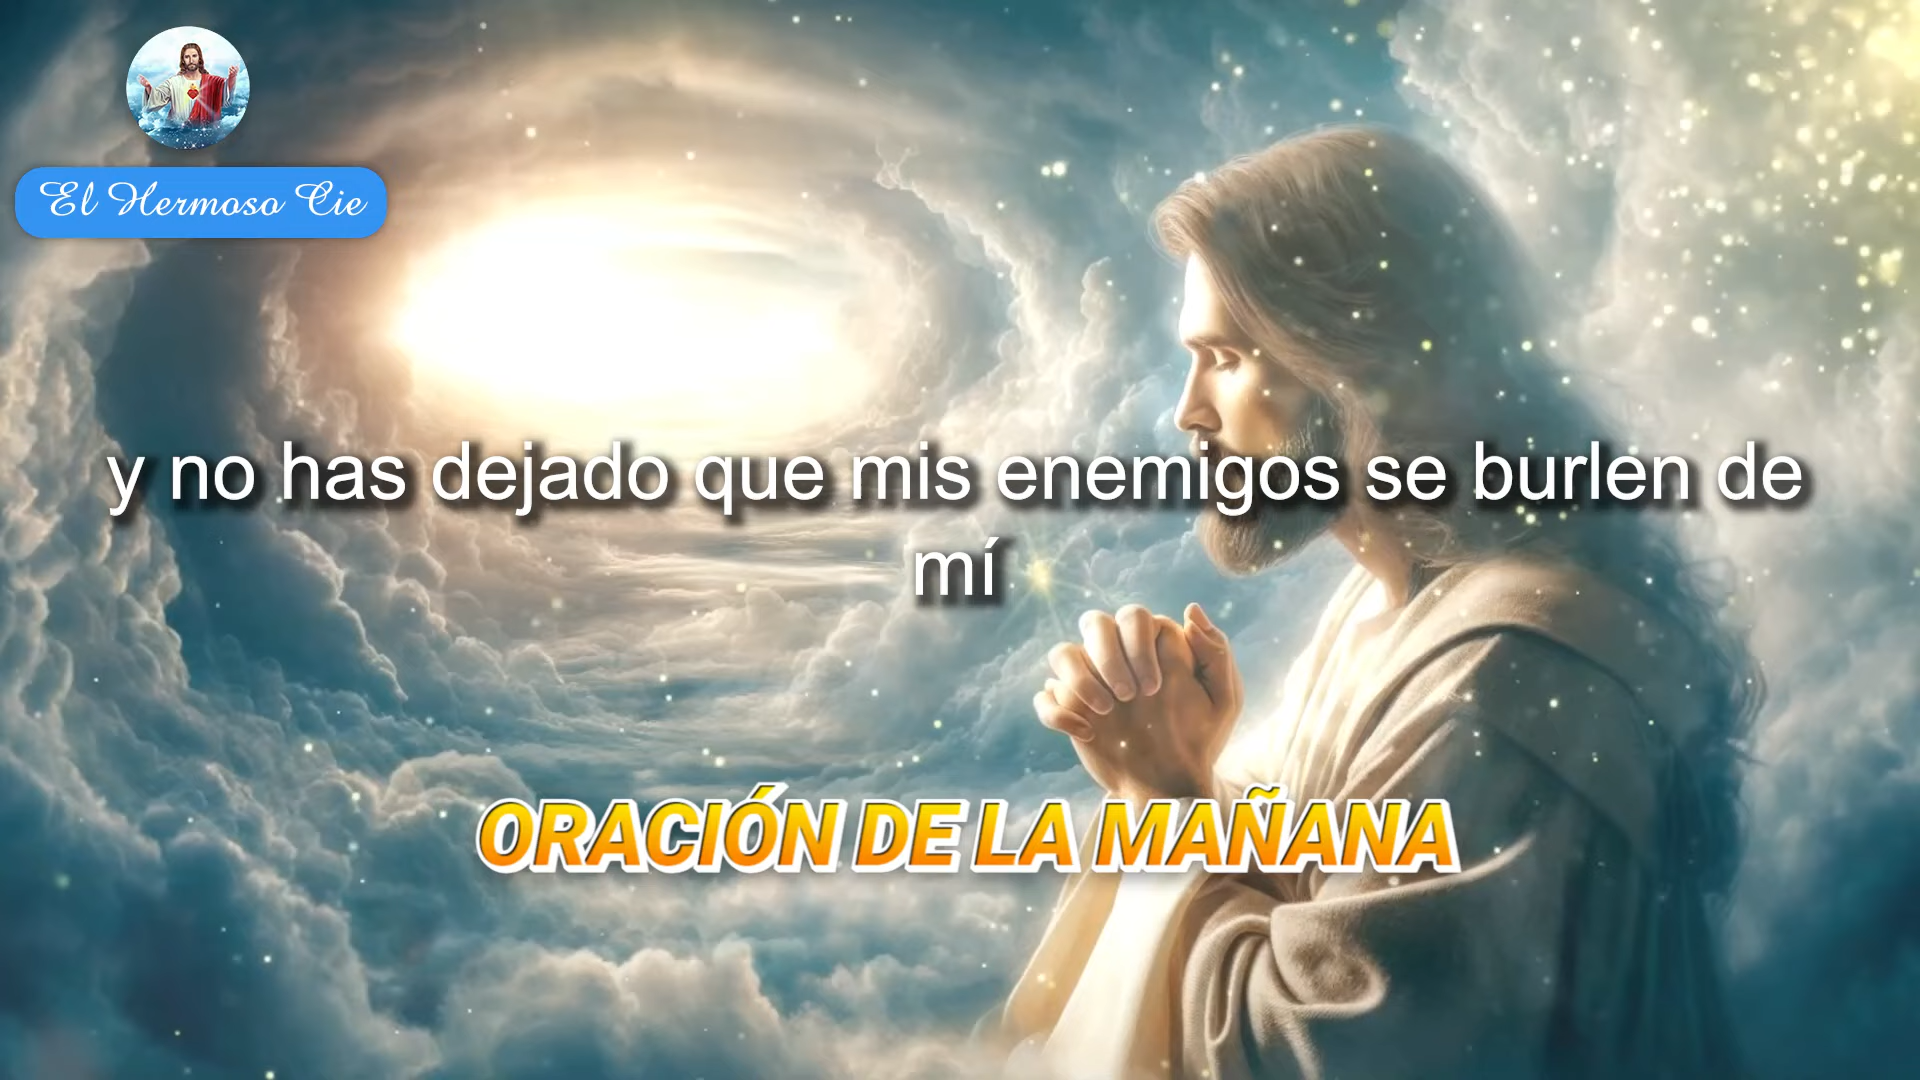 El Hermoso Cie
y no has dejado que mis enemigos se burlen de
mí
ORACIÓN DE LA MAÑANA